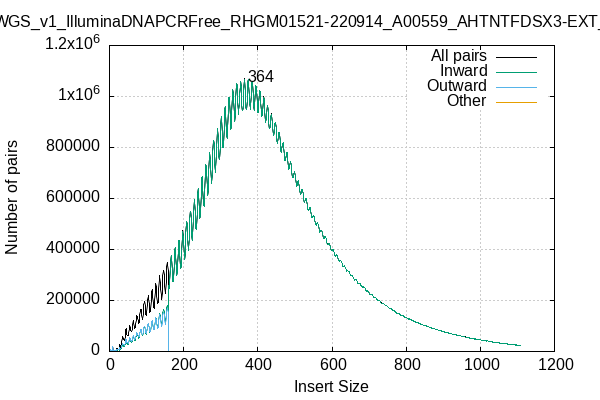 WGS_v1_IlluminaDNAPCRFree_RHGM01521-220914_A00559_AHTNTFDSX3-EXT_
1.2x10⁶
1x10⁶
800000
600000
400000
200000
0
Number of pairs
364
All pairs
Inward
Outward
Other
0 200 400 600 800 1000 1200
Insert Size